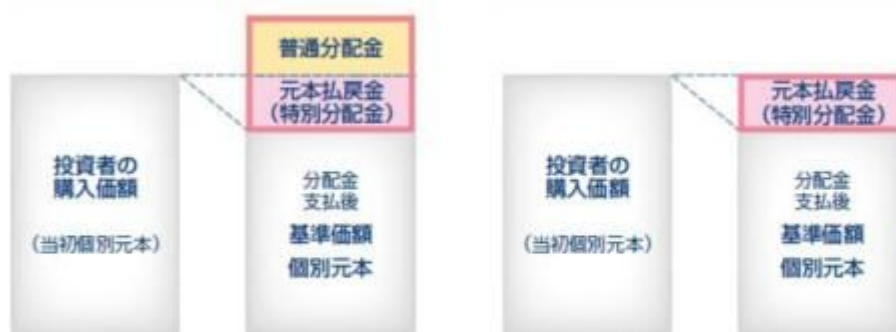 普通分配金
元本払戻金
(特別分配金)
投資者の
購入価額
(当初個別元本)
分配金
支払後
基準価額
個別元本
元本払戻金
(特別分配金)
投資者の
購入価額
(当初個別元本)
分配金
支払後
基準価額
個別元本